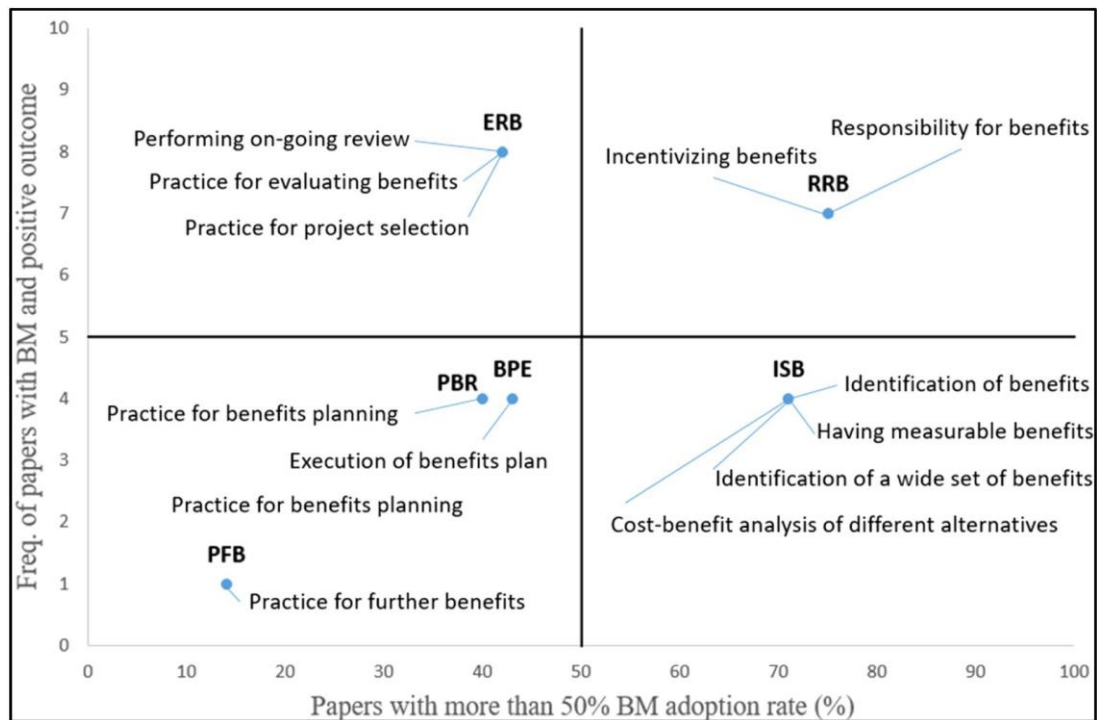 Freq. of papers with BM and positive outcome
10
9
8
7
6
5
4
3
2
1
0
ERB
Performing on-going review
Practice for evaluating benefits
Practice for project selection
Responsibility for benefits
Incentivizing benefits
RRB
PBR
BPE
Practice for benefits planning
Execution of benefits plan
Practice for benefits planning
PFB
Practice for further benefits
ISB
Identification of benefits
Having measurable benefits
Identification of a wide set of benefits
Cost-benefit analysis of different alternatives
0 10 20 30 40 50 60 70 80 90 100
Papers with more than 50% BM adoption rate (%)